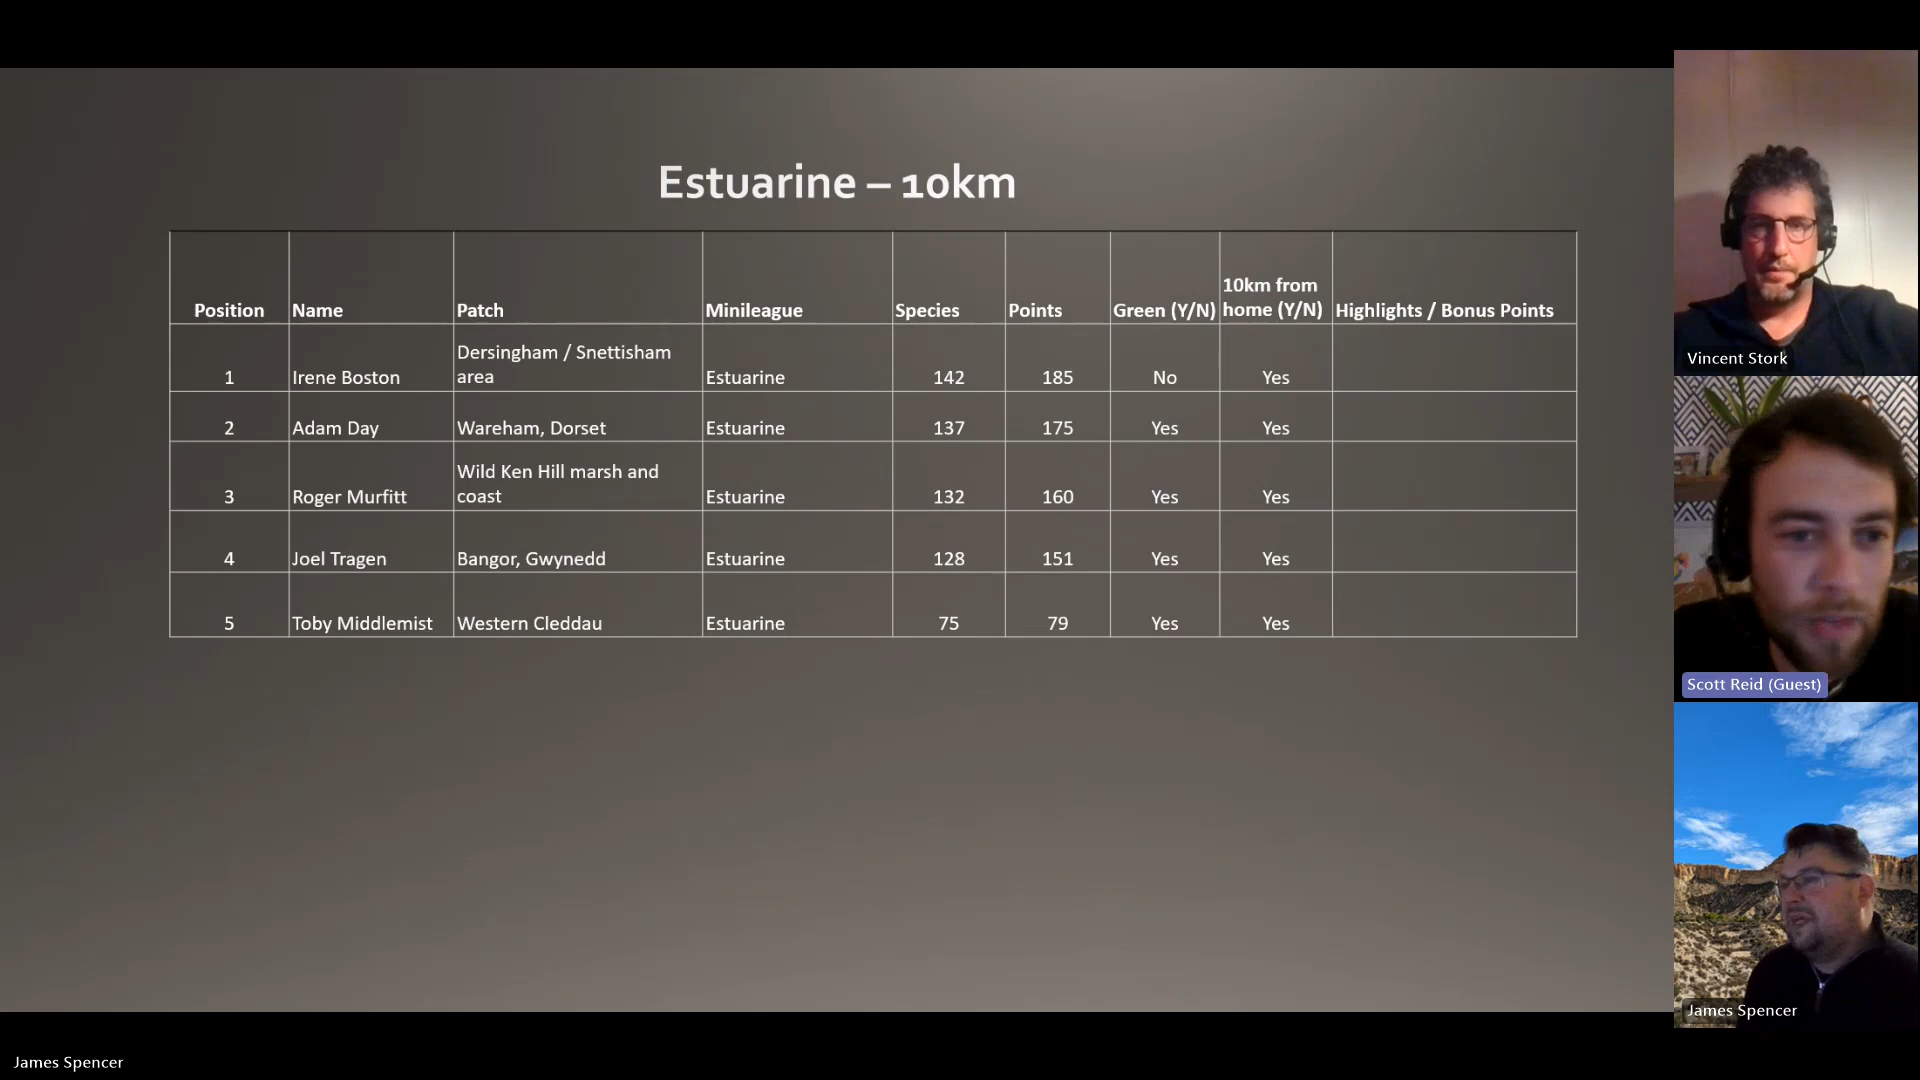 Estuarine – 10km
Position Name Patch Minileague Species Points Green (Y/N) 10km from home (Y/N) Highlights / Bonus Points
1 Irene Boston Dersingham / Snettisham area Estuarine 142 185 No Yes
2 Adam Day Wareham, Dorset Estuarine 137 175 Yes Yes
3 Roger Murfitt Wild Ken Hill marsh and coast Estuarine 132 160 Yes Yes
4 Joel Tragen Bangor, Gwynedd Estuarine 128 151 Yes Yes
5 Toby Middlemist Western Cleddau Estuarine 75 79 Yes Yes
Vincent Stork
Scott Reid (Guest)
James Spencer
James Spencer